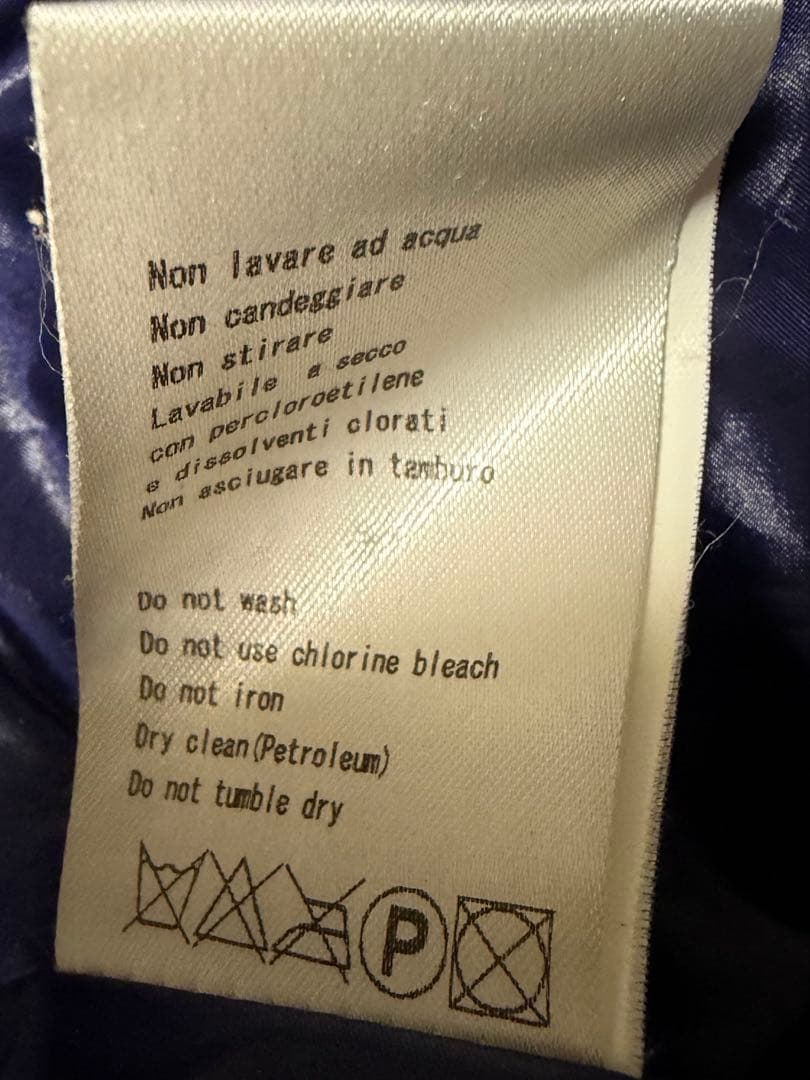 Non lavare ad acqua
Non candeggiare
Non stirare
Lavabile a secco
con percloroetilene
e dissolventi clorati
Non asciugare in tamburo
Do not wash
Do not use chlorine bleach
Do not iron
Dry clean(Petroleum)
Do not tumble dry
P